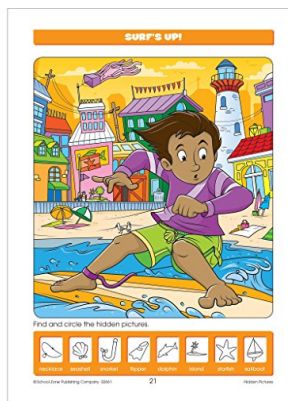 SURF'S UP!
Find and circle the hidden pictures.
necklace seashell snorkel flipper dolphin island starfish sailboat
©School Zone Publishing Company 02561 21 Hidden Pictures